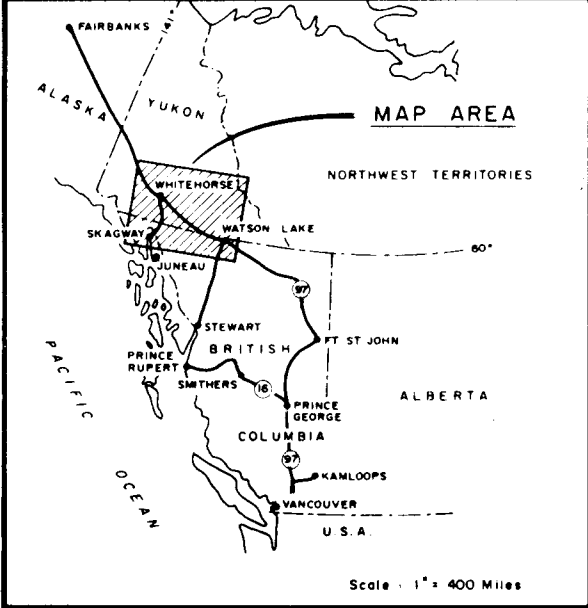 FAIRBANKS
141°
ALASKA
YUKON
MAP AREA
NORTHWEST TERRITORIES
WHITEHORSE
SKAGWAY
WATSON LAKE
60°
JUNEAU
97
STEWART
BRITISH
FT ST JOHN
PRINCE
RUPERT
SMITHERS
16
ALBERTA
PRINCE
GEORGE
PACIFIC
COLUMBIA
97
KAMLOOPS
OCEAN
VANCOUVER
U.S.A.
Scale : 1" = 400 Miles